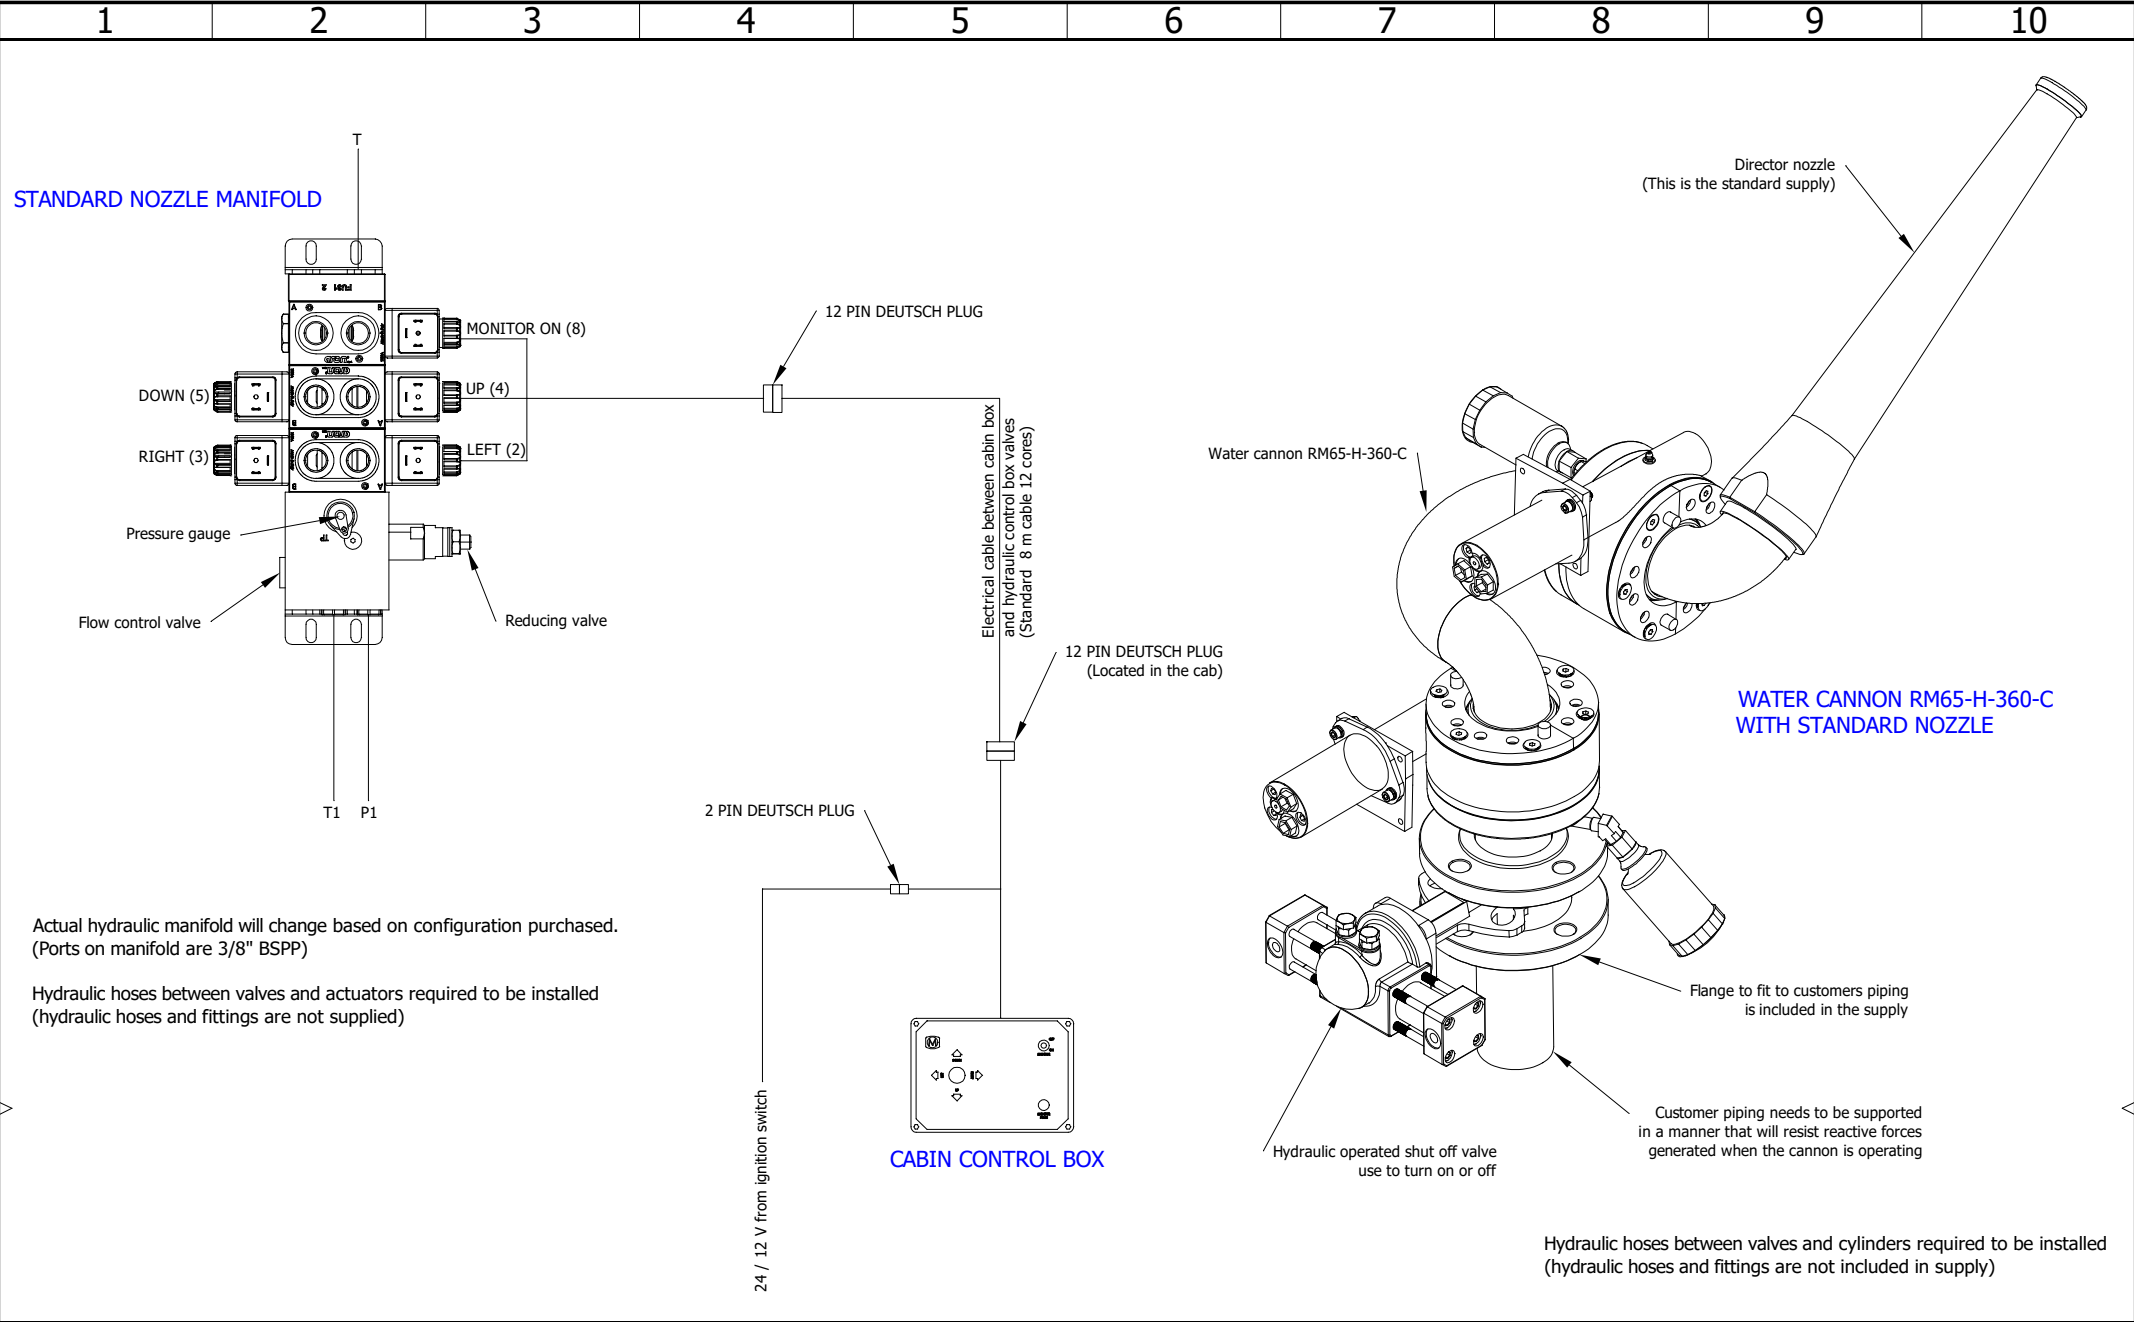 1 2 3 4 5 6 7 8 9 10
T
STANDARD NOZZLE MANIFOLD
A
B
MONITOR ON (8)
DOWN (5)
UP (4)
B
A
RIGHT (3)
LEFT (2)
B
A
TP
Pressure gauge
Flow control valve
Reducing valve
T1 P1
Actual hydraulic manifold will change based on configuration purchased.
(Ports on manifold are 3/8" BSPP)
Hydraulic hoses between valves and actuators required to be installed
(hydraulic hoses and fittings are not supplied)
12 PIN DEUTSCH PLUG
Electrical cable between cabin box
and hydraulic control box valves
(Standard 8 m cable 12 cores)
12 PIN DEUTSCH PLUG
(Located in the cab)
2 PIN DEUTSCH PLUG
24 / 12 V from ignition switch
M
CABIN CONTROL BOX
Director nozzle
(This is the standard supply)
Water cannon RM65-H-360-C
WATER CANNON RM65-H-360-C
WITH STANDARD NOZZLE
Flange to fit to customers piping
is included in the supply
Customer piping needs to be supported
in a manner that will resist reactive forces
generated when the cannon is operating
Hydraulic operated shut off valve
use to turn on or off
Hydraulic hoses between valves and cylinders required to be installed
(hydraulic hoses and fittings are not included in supply)